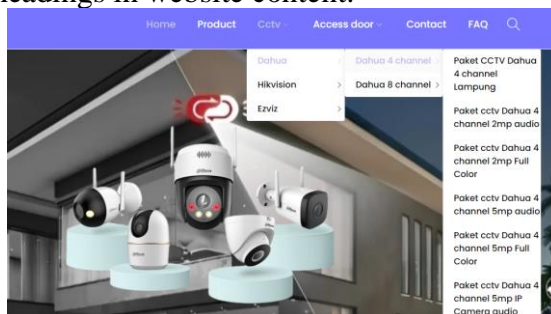 leadings in website content.
Home Product Cctv Access door Contact FAQ
Dahua
Hikvision
Ezviz
Dahua 4 channel
Dahua 8 channel
Paket CCTV Dahua
4 channel
Lampung
Paket cctv Dahua 4
channel 2mp audio
Paket cctv Dahua 4
channel 2mp Full
Color
Paket cctv Dahua 4
channel 5mp audio
Paket cctv Dahua 4
channel 5mp Full
Color
Paket cctv Dahua 4
channel 5mp IP
Camera audio